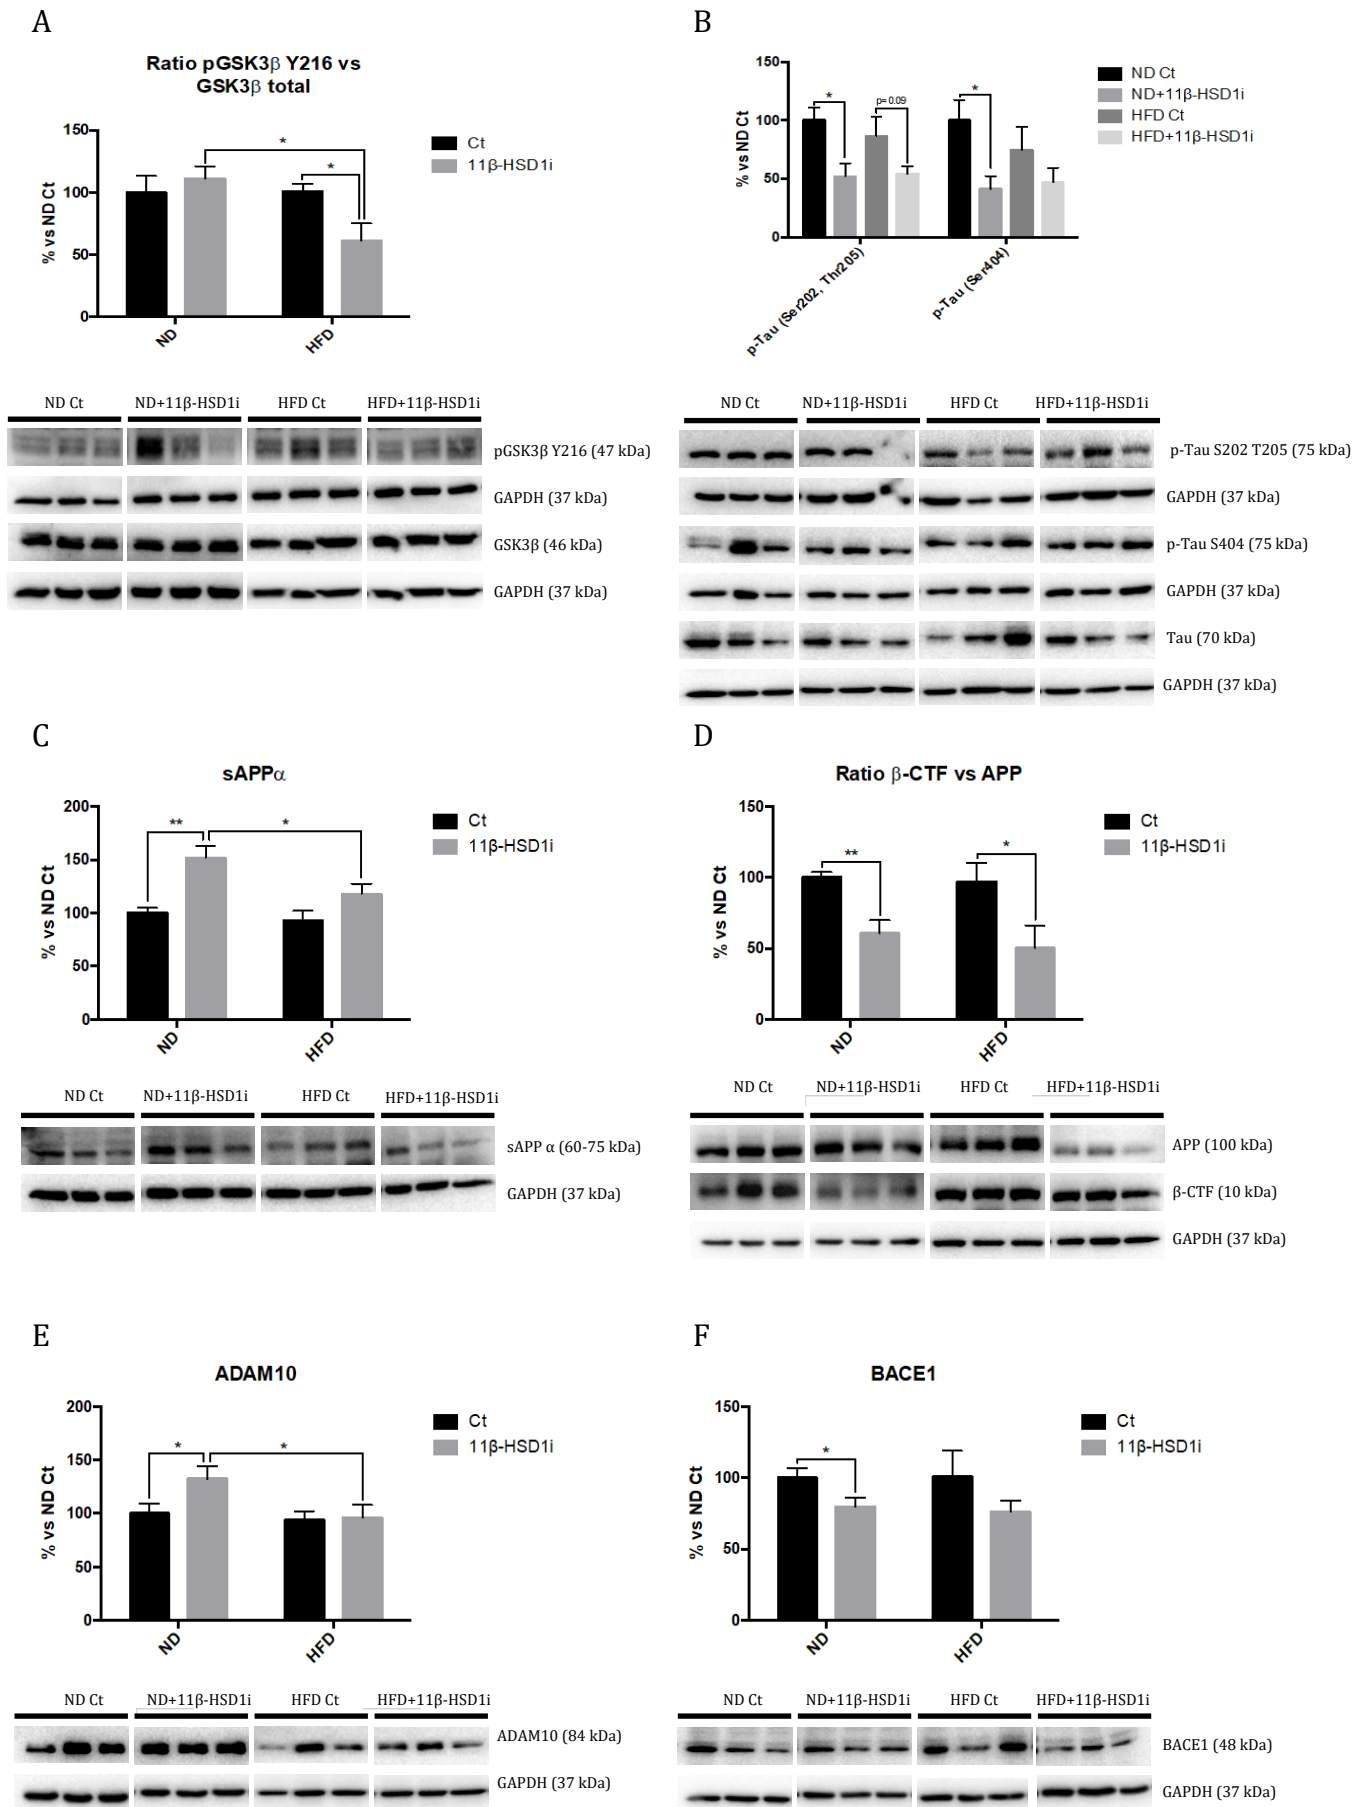 A
Ratio pGSK3β Y216 vs
GSK3β total
% vs ND Ct
150
100
50
0
*
*
ND
HFD
Ct
11β-HSD1i
ND Ct
ND+11β-HSD1i
HFD Ct
HFD+11β-HSD1i
pGSK3β Y216 (47 kDa)
GAPDH (37 kDa)
GSK3β (46 kDa)
GAPDH (37 kDa)
B
% vs ND Ct
150
100
50
0
*
p= 0.09
*
p-Tau (Ser202, Thr205)
p-Tau (Ser404)
ND Ct
ND+11β-HSD1i
HFD Ct
HFD+11β-HSD1i
ND Ct
ND+11β-HSD1i
HFD Ct
HFD+11β-HSD1i
p-Tau S202 T205 (75 kDa)
GAPDH (37 kDa)
p-Tau S404 (75 kDa)
GAPDH (37 kDa)
Tau (70 kDa)
GAPDH (37 kDa)
C
sAPPα
% vs ND Ct
200
150
100
50
0
**
*
ND
HFD
Ct
11β-HSD1i
ND Ct
ND+11β-HSD1i
HFD Ct
HFD+11β-HSD1i
sAPP α (60-75 kDa)
GAPDH (37 kDa)
D
Ratio β-CTF vs APP
% vs ND Ct
150
100
50
0
**
*
ND
HFD
Ct
11β-HSD1i
ND Ct
ND+11β-HSD1i
HFD Ct
HFD+11β-HSD1i
APP (100 kDa)
β-CTF (10 kDa)
GAPDH (37 kDa)
E
ADAM10
% vs ND Ct
200
150
100
50
0
*
*
ND
HFD
Ct
11β-HSD1i
ND Ct
ND+11β-HSD1i
HFD Ct
HFD+11β-HSD1i
ADAM10 (84 kDa)
GAPDH (37 kDa)
F
BACE1
% vs ND Ct
150
100
50
0
*
ND
HFD
Ct
11β-HSD1i
ND Ct
ND+11β-HSD1i
HFD Ct
HFD+11β-HSD1i
BACE1 (48 kDa)
GAPDH (37 kDa)